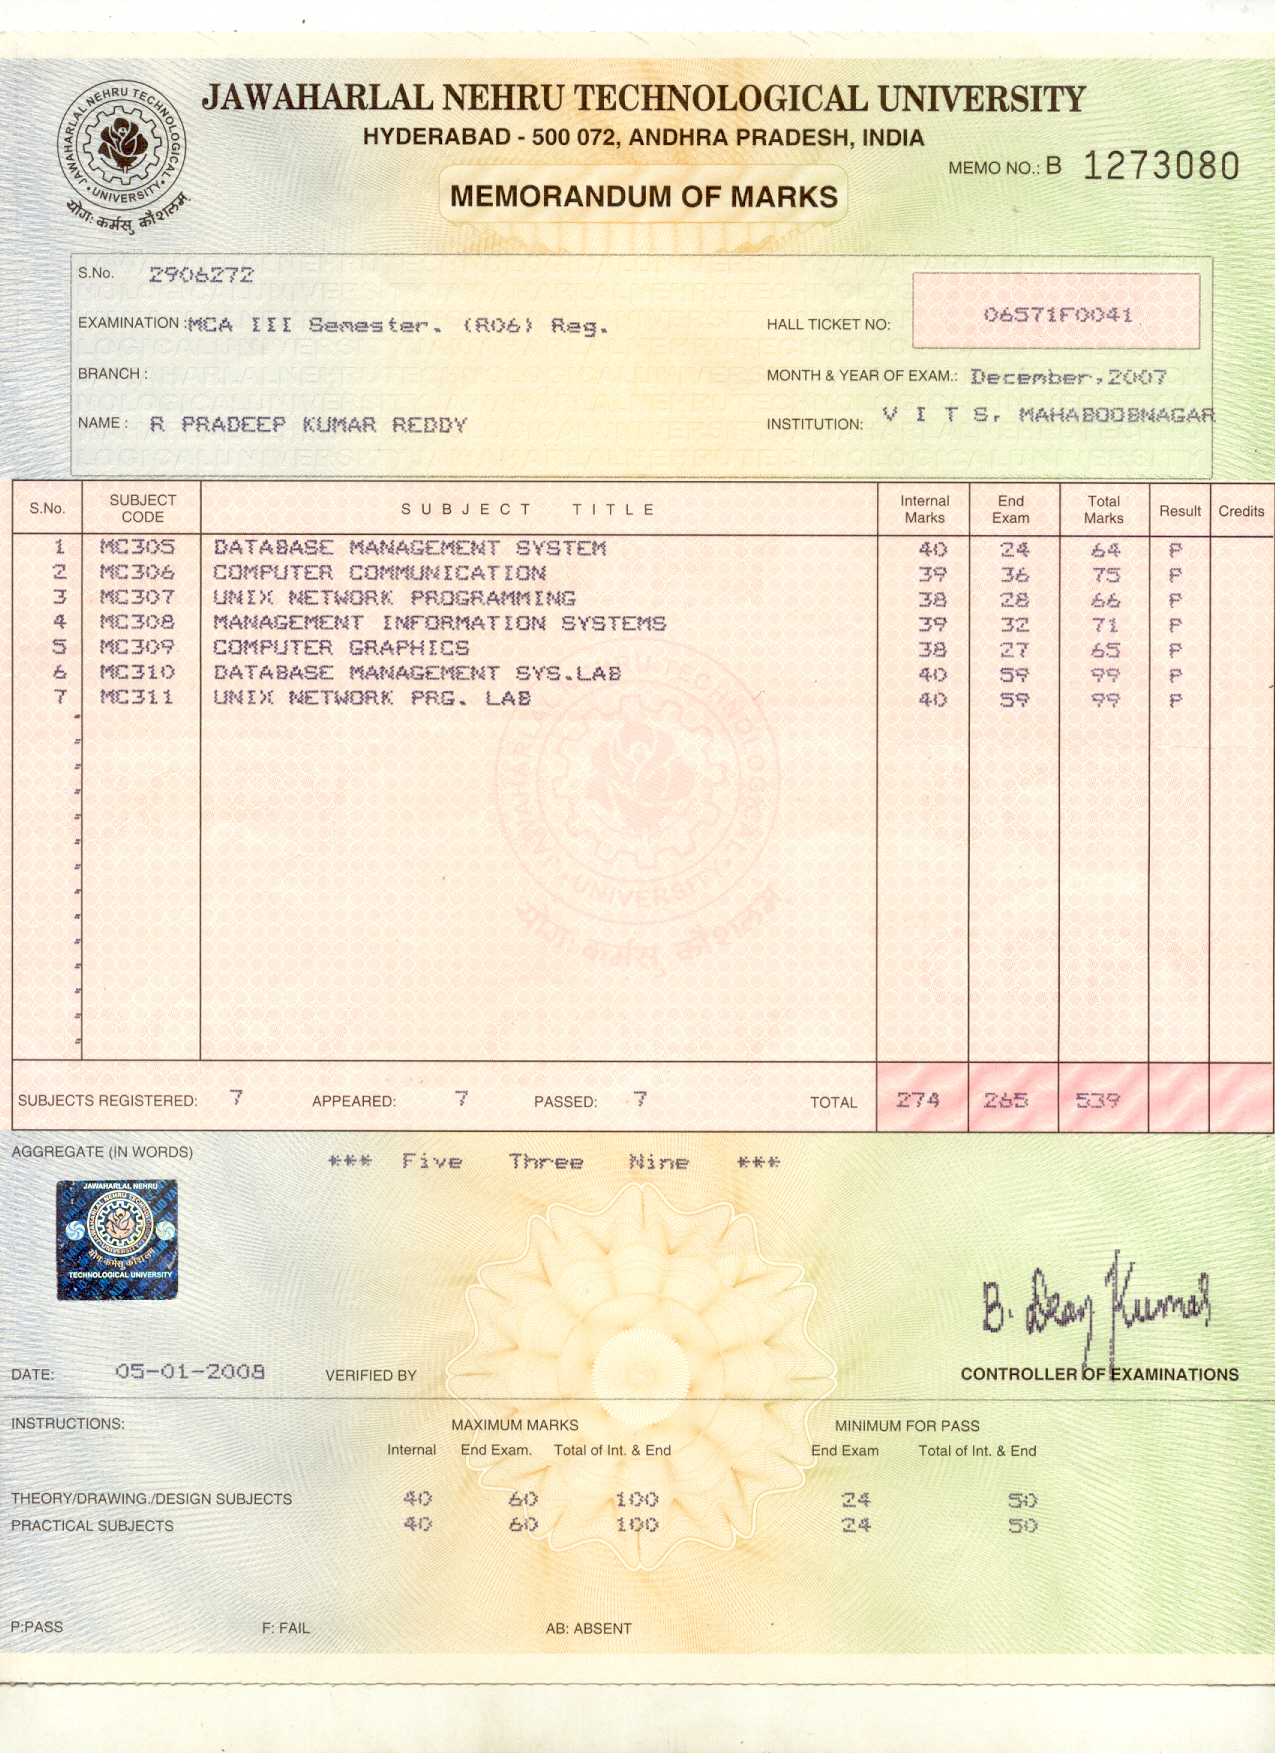 JAWAHARLAL NEHRU TECHNOLOGICAL UNIVERSITY
HYDERABAD - 500 072, ANDHRA PRADESH, INDIA
JAWAHARLAL NEHRU TECHNOLOGICAL
• UNIVERSITY •
योगः कर्मसु कौशलम्
MEMO NO.: B 1273080
MEMORANDUM OF MARKS
S.No. 2906272
EXAMINATION : MCA III Semester. (R06) Reg.
HALL TICKET NO: 06571F0041
BRANCH :
MONTH & YEAR OF EXAM.: December,2007
NAME : R PRADEEP KUMAR REDDY
INSTITUTION: V I T S, MAHABOOBNAGAR
S.No. SUBJECT CODE SUBJECT TITLE Internal Marks End Exam Total Marks Result Credits
1 MC305 DATABASE MANAGEMENT SYSTEM 40 24 64 P
2 MC306 COMPUTER COMMUNICATION 39 36 75 P
3 MC307 UNIX NETWORK PROGRAMMING 38 28 66 P
4 MC308 MANAGEMENT INFORMATION SYSTEMS 39 32 71 P
5 MC309 COMPUTER GRAPHICS 38 27 65 P
6 MC310 DATABASE MANAGEMENT SYS.LAB 40 59 99 P
7 MC311 UNIX NETWORK PRG. LAB 40 59 99 P
JAWAHARLAL NEHRU TECHNOLOGICAL
• UNIVERSITY •
योगः कर्मसु कौशलम्
SUBJECTS REGISTERED: 7 APPEARED: 7 PASSED: 7 TOTAL 274 265 539
AGGREGATE (IN WORDS) *** Five Three Nine ***
JAWAHARLAL NEHRU
TECHNOLOGICAL UNIVERSITY
DATE: 05-01-2008
VERIFIED BY
CONTROLLER OF EXAMINATIONS
INSTRUCTIONS: MAXIMUM MARKS MINIMUM FOR PASS
Internal End Exam. Total of Int. & End End Exam Total of Int. & End
THEORY/DRAWING./DESIGN SUBJECTS 40 60 100 24 50
PRACTICAL SUBJECTS 40 60 100 24 50
P:PASS F: FAIL AB: ABSENT